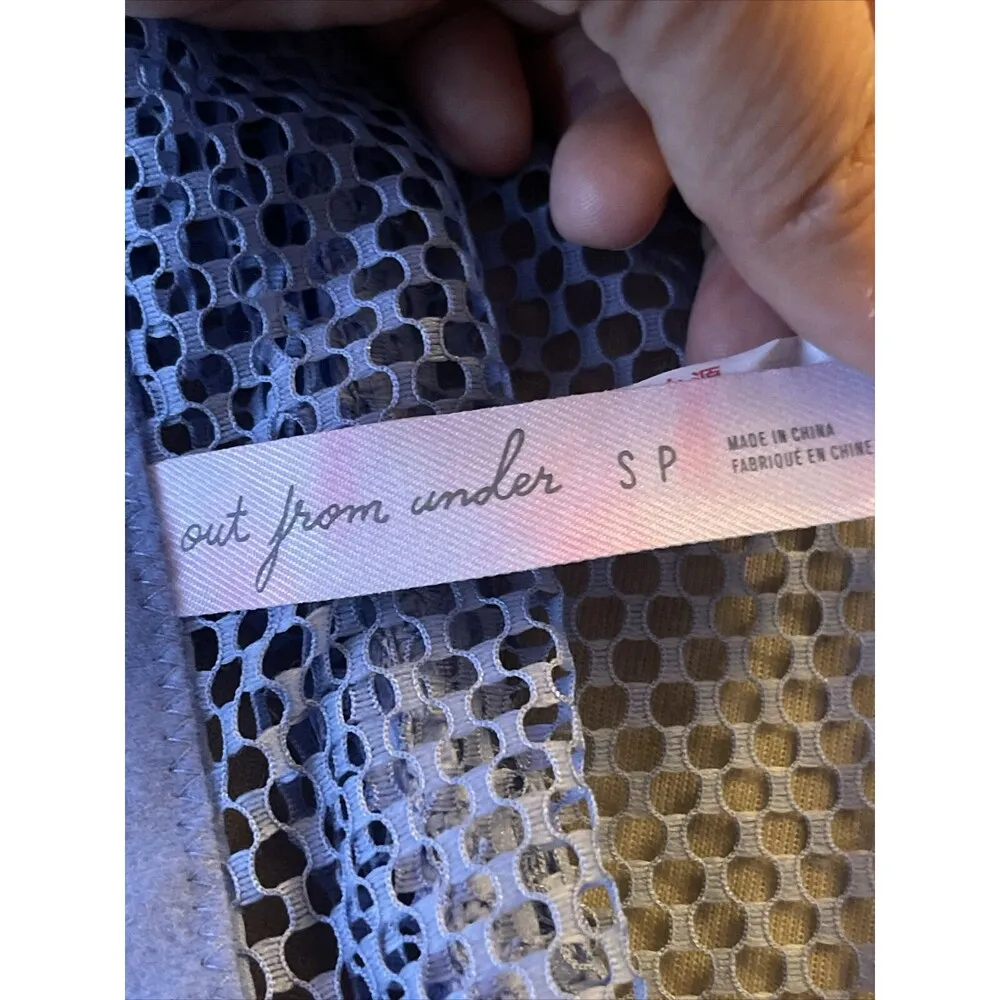 out from under S P
MADE IN CHINA
FABRIQUÉ EN CHINE